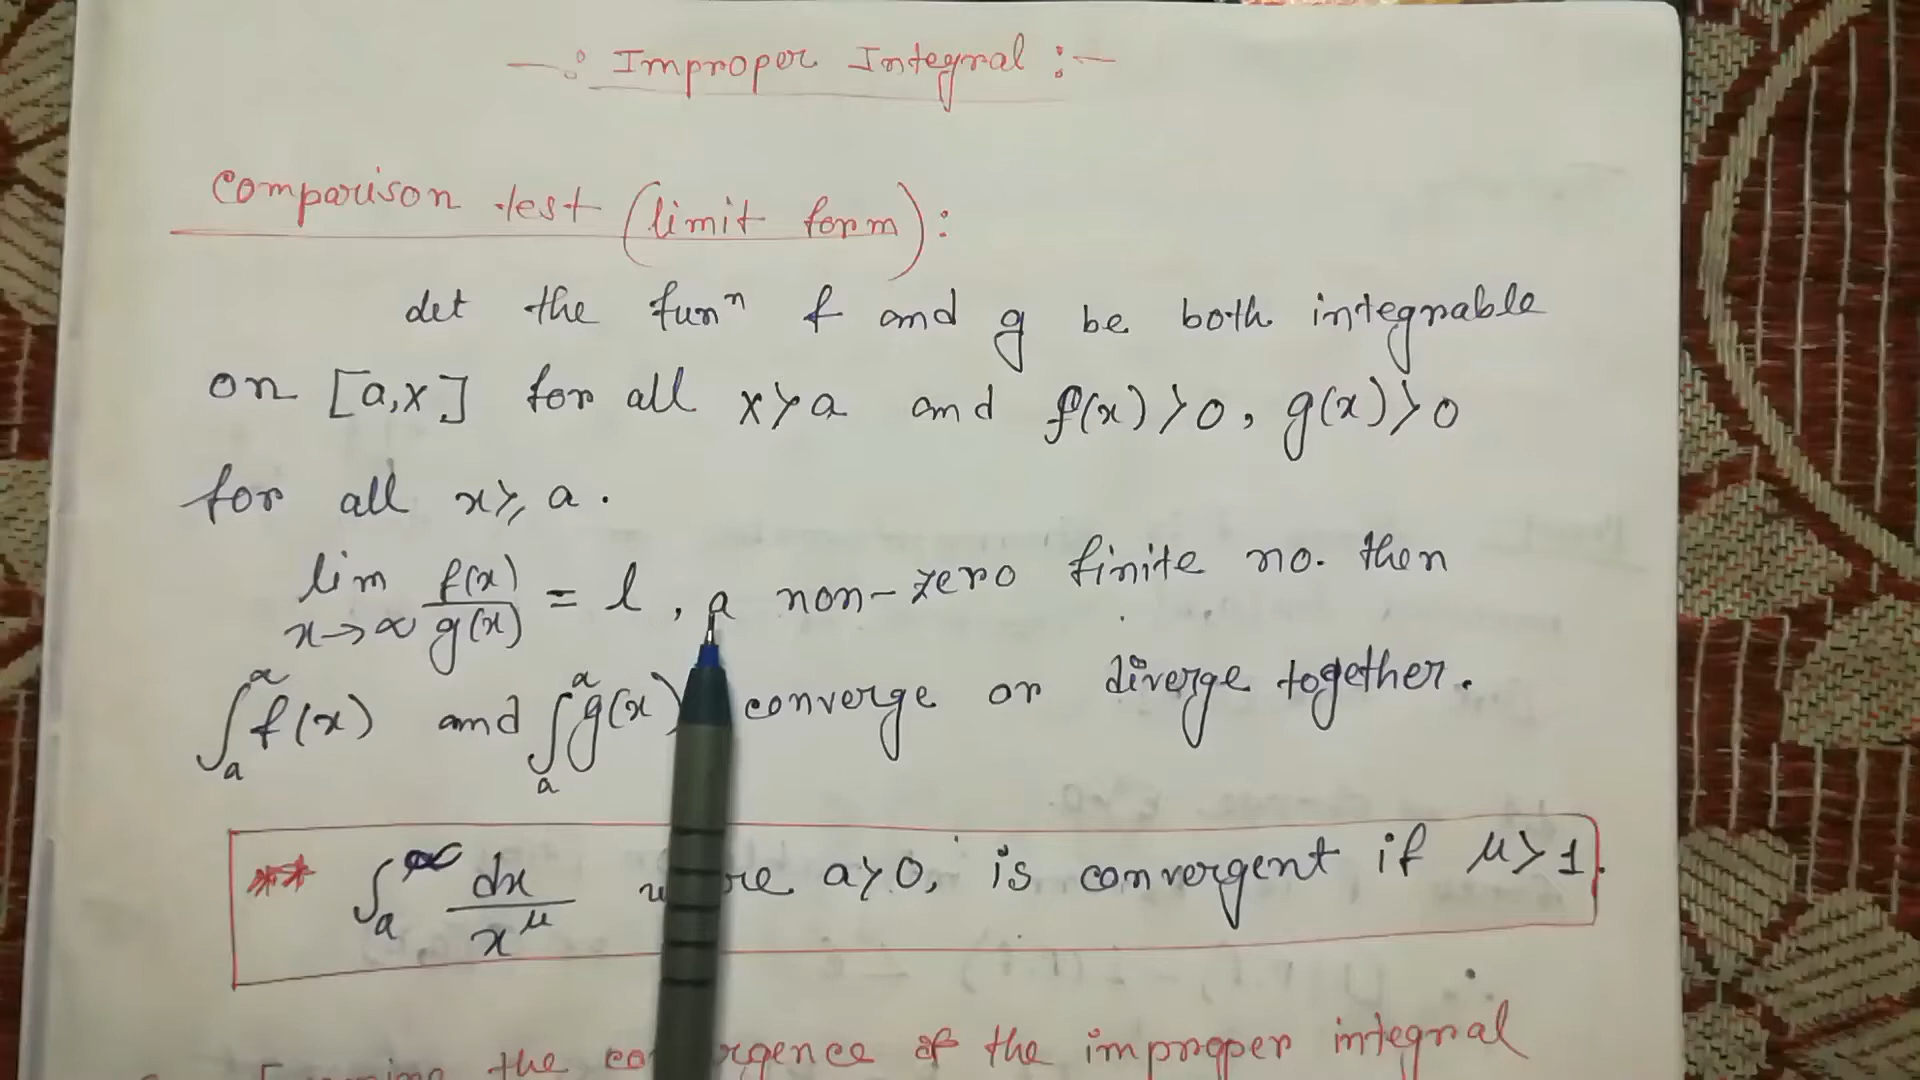 —: Improper Integral :—
Comparison test (limit form):
Let the funⁿ f and g be both integrable
on [a,x] for all x>a and f(x)>0, g(x)>0
for all x≥a.
lim x→∞ f(x)/g(x) = l, a non-zero finite no. then
∫ₐ^∞ f(x) and ∫ₐ^∞ g(x) converge or diverge together.
** ∫ₐ^∞ dx/x^μ where a>0, is convergent if μ>1.
the convergence of the improper integral